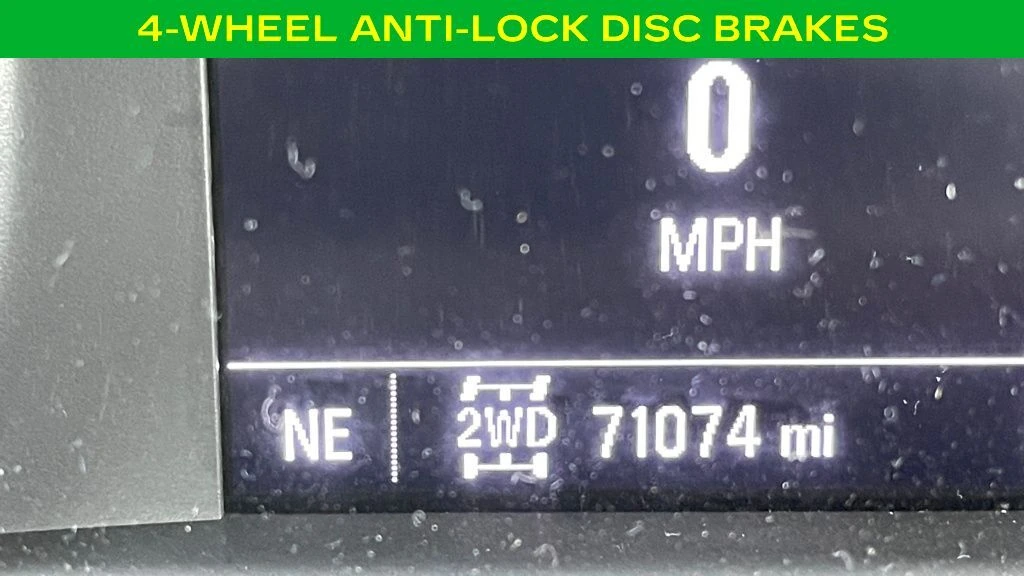 4-WHEEL ANTI-LOCK DISC BRAKES
0
MPH
NE 2WD 71074 mi